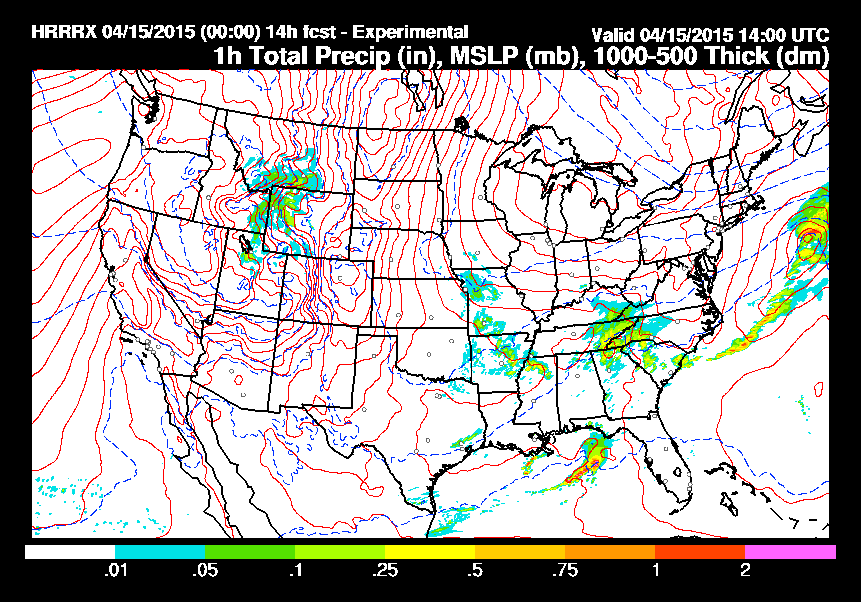 HRRRX 04/15/2015 (00:00) 14h fcst - Experimental
Valid 04/15/2015 14:00 UTC
1h Total Precip (in), MSLP (mb), 1000-500 Thick (dm)
.01 .05 .1 .25 .5 .75 1 2